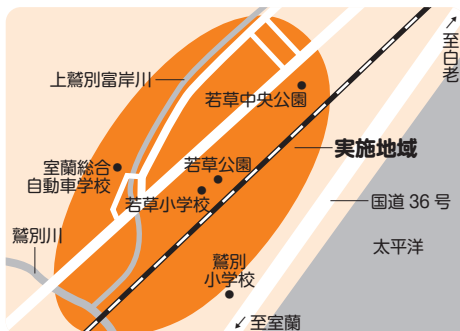 至白老
上鷲別富岸川
若草中央公園
実施地域
室蘭総合
自動車学校
若草公園
若草小学校
国道 36 号
鷲別川
太平洋
鷲別
小学校
至室蘭